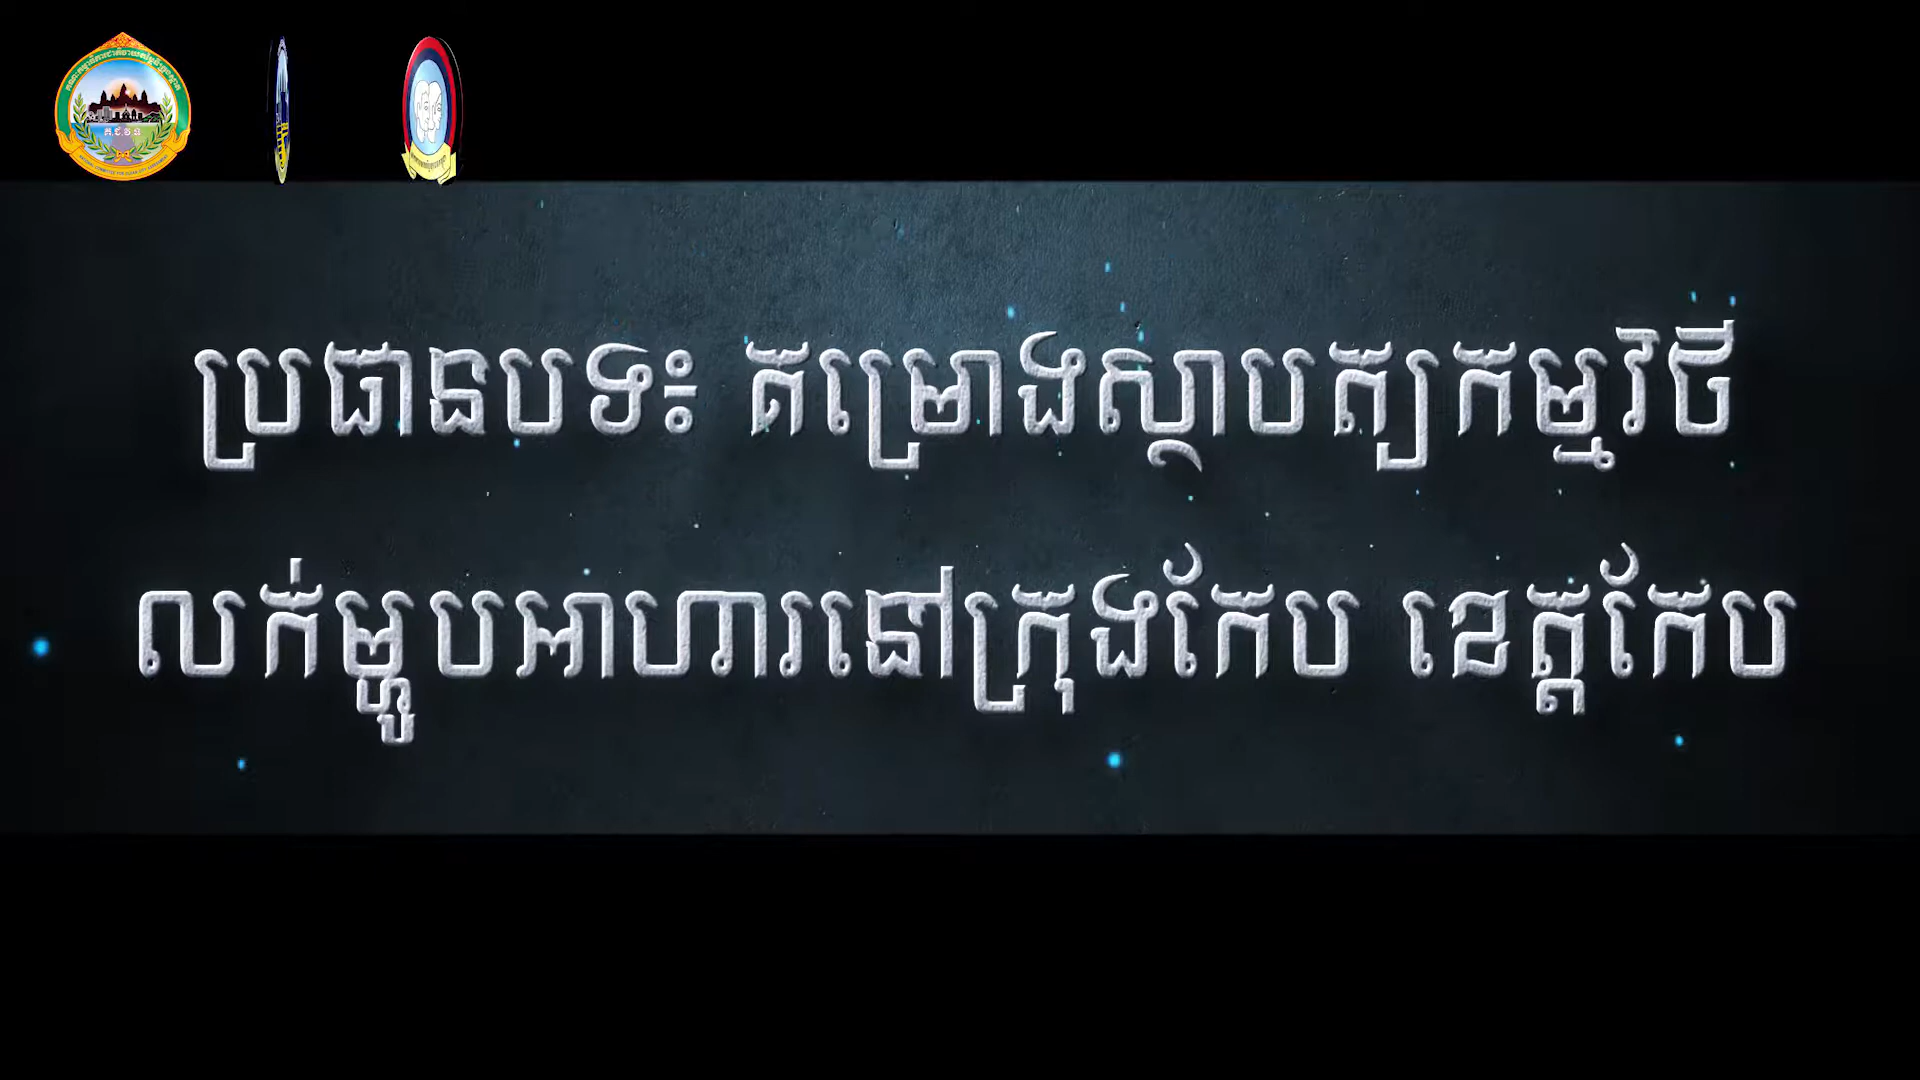 ប្រធានបទ៖ គម្រោងស្ថាបត្យកម្មវិថី
លក់ម្ហូបអាហារនៅក្រុងកែប ខេត្តកែប